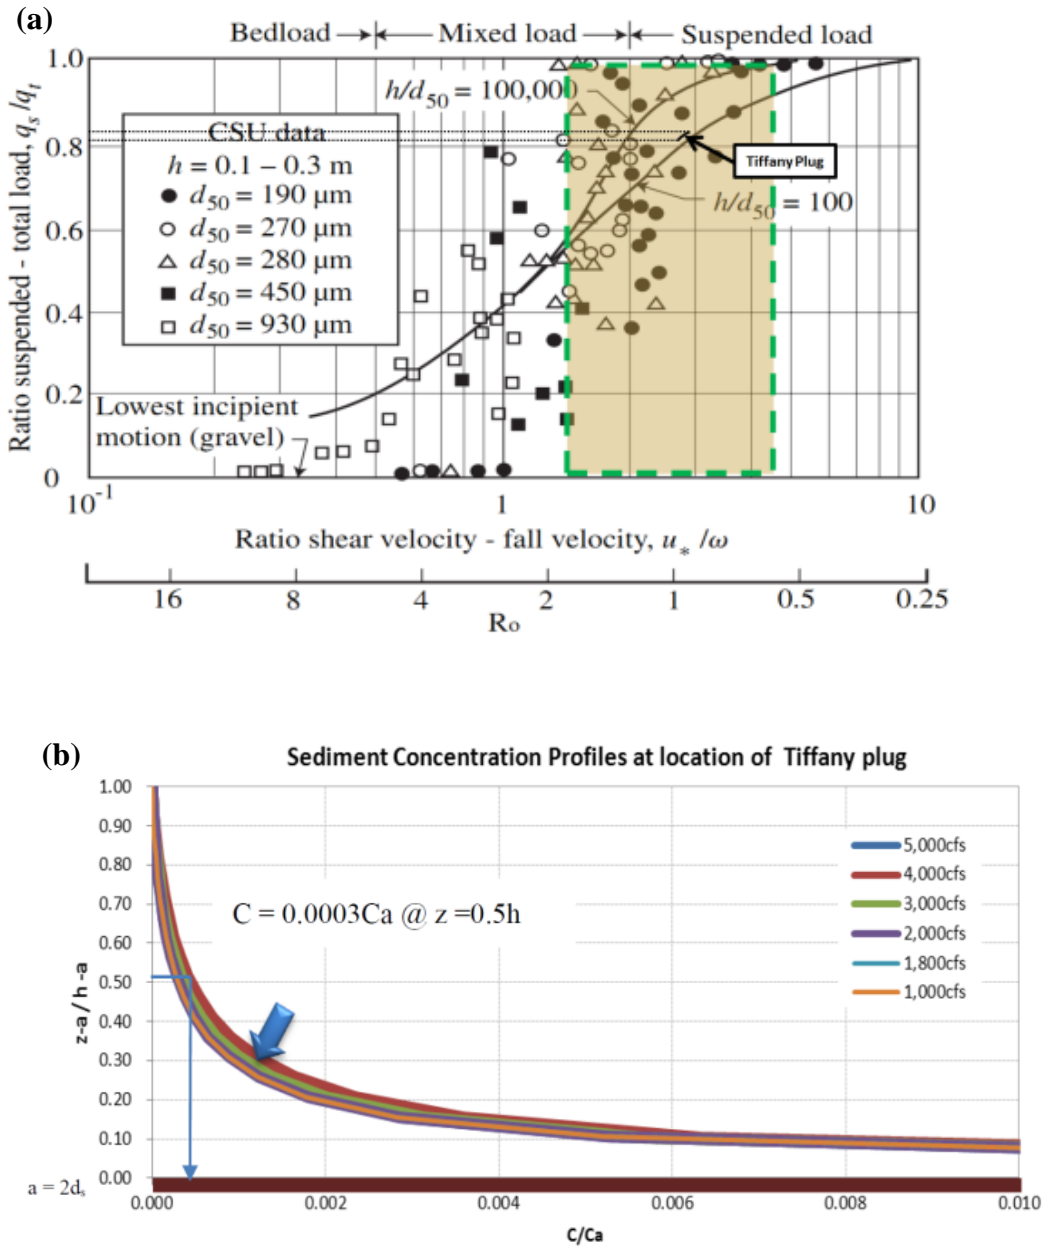 (a)
Bedload
Mixed load
Suspended load
1.0
0.8
0.6
0.4
0.2
0
Ratio suspended - total load, qs/qt
h/d50 = 100,000
CSU data
h = 0.1 – 0.3 m
d50 = 190 μm
d50 = 270 μm
d50 = 280 μm
d50 = 450 μm
d50 = 930 μm
Tiffany Plug
h/d50 = 100
Lowest incipient
motion (gravel)
10-1
1
10
Ratio shear velocity - fall velocity, u* /ω
16
8
4
2
1
0.5
0.25
Ro
(b)
Sediment Concentration Profiles at location of Tiffany plug
1.00
0.90
0.80
0.70
0.60
0.50
0.40
0.30
0.20
0.10
0.00
z-a / h -a
C = 0.0003Ca @ z =0.5h
5,000cfs
4,000cfs
3,000cfs
2,000cfs
1,800cfs
1,000cfs
a = 2ds
0.000
0.002
0.004
0.006
0.008
0.010
C/Ca